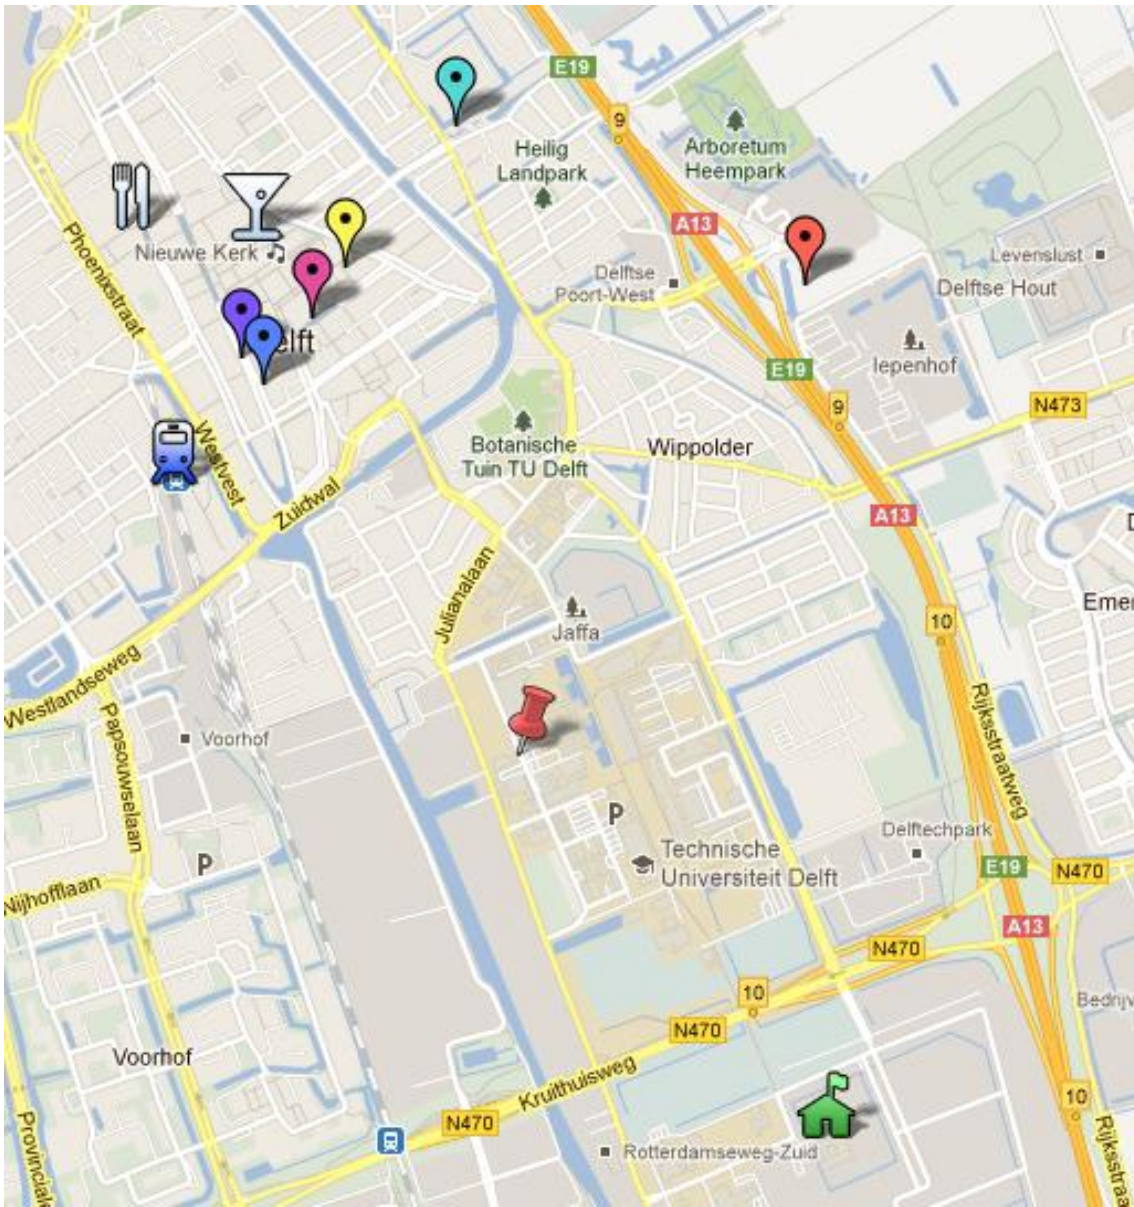 E19
9
Heilig
Landpark
Arboretum
Heempark
A13
Phoenixstraat
Nieuwe Kerk
Delftse
Poort-West
Levenslust
Delftse Hout
elft
E19
Iepenhof
9
N473
Westvest
Botanische
Tuin TU Delft
Wippolder
Zuidwal
A13
Julianalaan
Jaffa
10
Emer
Westlandseweg
Papsouwselaan
Voorhof
Rijksstraatweg
P
P
Technische
Universiteit Delft
Delftechpark
E19
N470
Nijhofflaan
A13
N470
10
N470
Bedrijv
Voorhof
Kruithuisweg
N470
10
Rotterdamseweg-Zuid
Provinciale
Rijksstraa